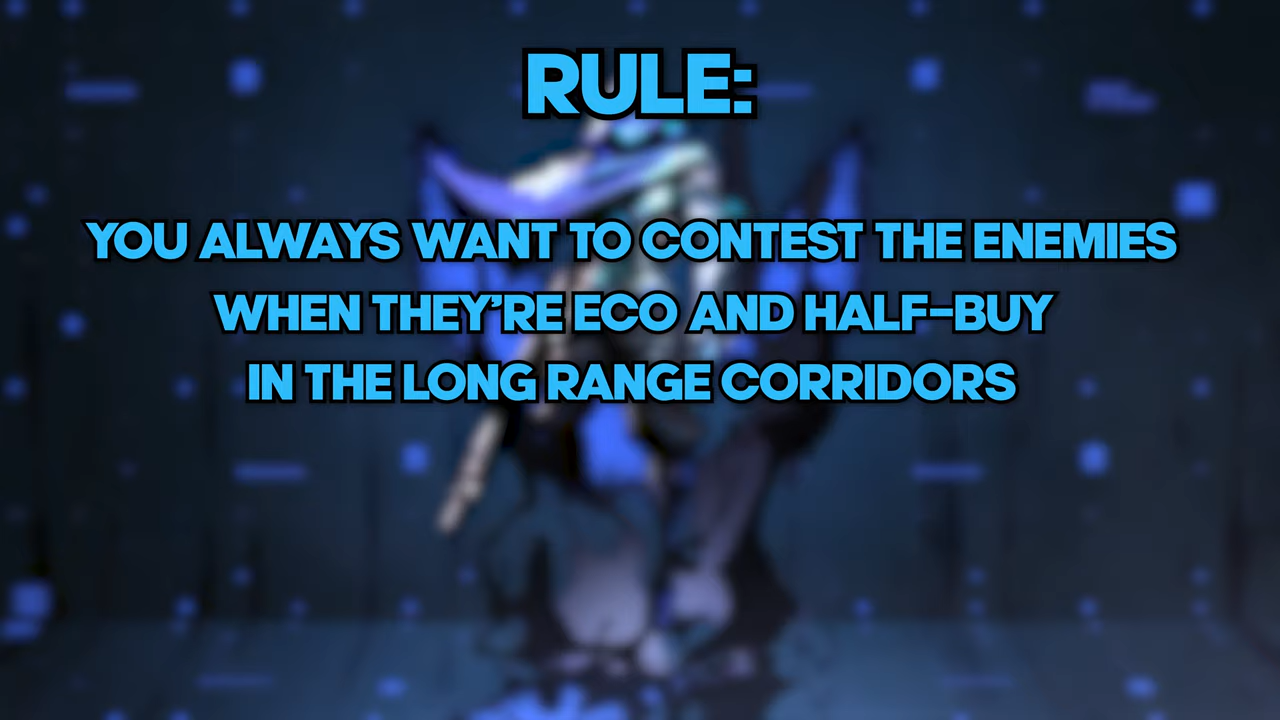 RULE:
YOU ALWAYS WANT TO CONTEST THE ENEMIES
WHEN THEY’RE ECO AND HALF-BUY
IN THE LONG RANGE CORRIDORS